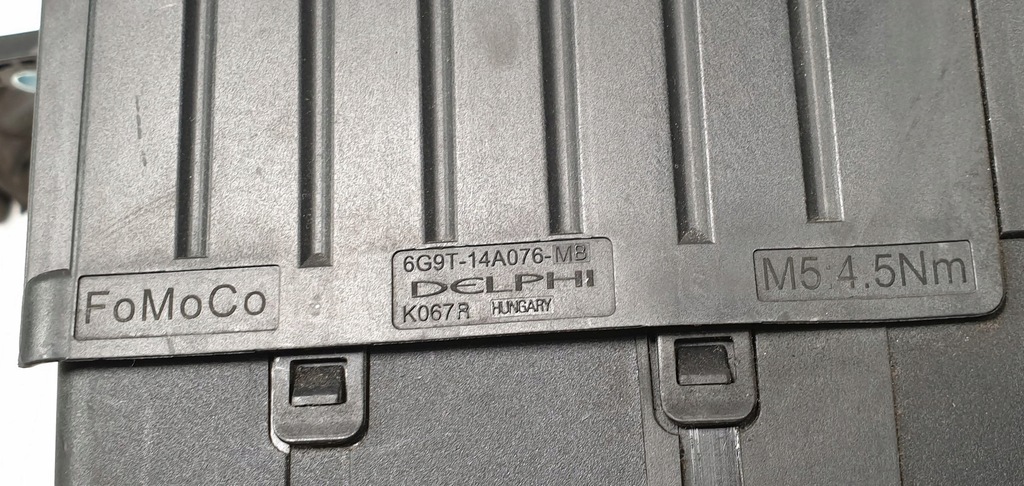 FoMoCo
6G9T-14A076-MB
DELPHI
K067R HUNGARY
M5:4.5Nm